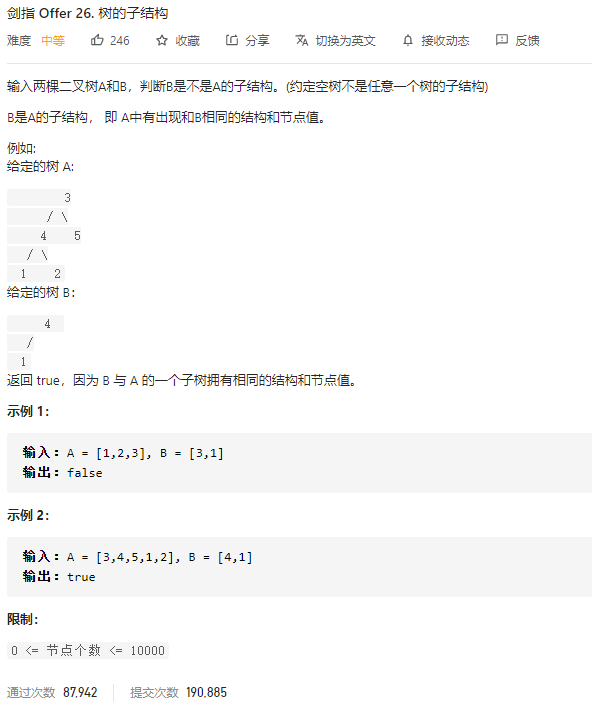 剑指 Offer 26. 树的子结构
难度 中等 246 收藏 分享 切换为英文 接收动态 反馈
输入两棵二叉树A和B，判断B是不是A的子结构。(约定空树不是任意一个树的子结构)
B是A的子结构， 即 A中有出现和B相同的结构和节点值。
例如:
给定的树 A:
3
/ \
4 5
/ \
1 2
给定的树 B：
4
/
1
返回 true，因为 B 与 A 的一个子树拥有相同的结构和节点值。
示例 1：
输入：A = [1,2,3], B = [3,1]
输出：false
示例 2：
输入：A = [3,4,5,1,2], B = [4,1]
输出：true
限制：
0 <= 节点个数 <= 10000
通过次数 87,942 提交次数 190,885